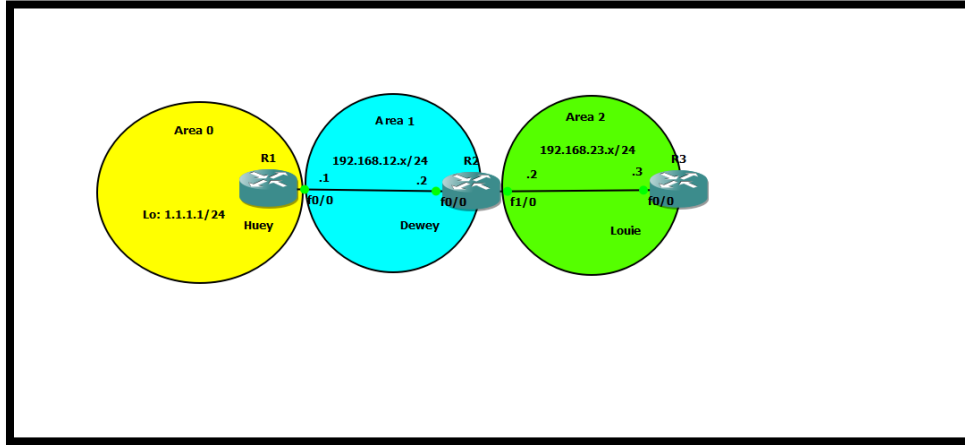 Area 0
Area 1
Area 2
R1
192.168.12.x/24
R2
192.168.23.x/24
R3
.1
.2
.2
.3
f0/0
f0/0
f1/0
f0/0
Lo: 1.1.1.1/24
Huey
Dewey
Louie